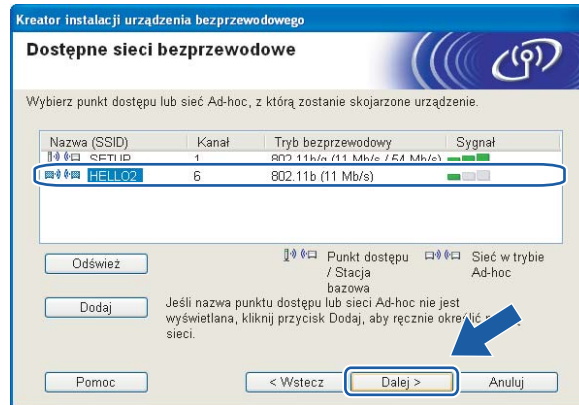 Kreator instalacji urządzenia bezprzewodowego
Dostępne sieci bezprzewodowe
Wybierz punkt dostępu lub sieć Ad-hoc, z którą zostanie skojarzone urządzenie.
Nazwa (SSID) Kanał Tryb bezprzewodowy Sygnał
SETUP 1 802.11b/g (11 Mb/s / 54 Mb/s)
HELLO2 6 802.11b (11 Mb/s)
Odśwież
Punkt dostępu / Stacja bazowa
Sieć w trybie Ad-hoc
Dodaj
Jeśli nazwa punktu dostępu lub sieci Ad-hoc nie jest
wyświetlana, kliknij przycisk Dodaj, aby ręcznie określić
sieci.
Pomoc
< Wstecz
Dalej >
Anuluj